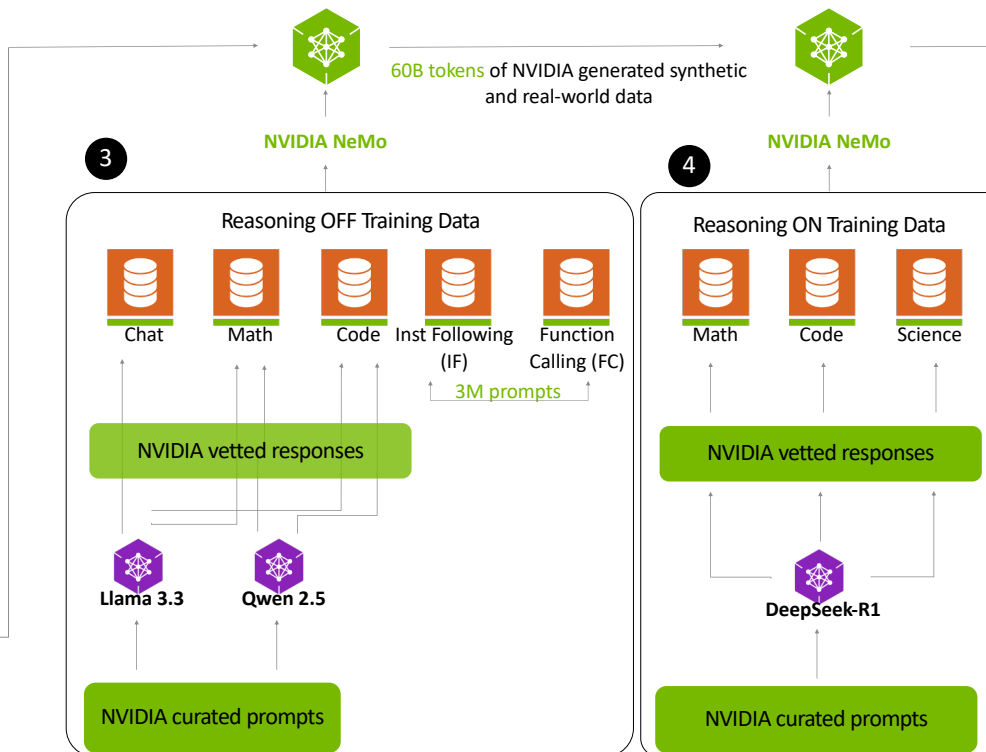 60B tokens of NVIDIA generated synthetic
and real-world data
NVIDIA NeMo
NVIDIA NeMo
3
4
Reasoning OFF Training Data
Chat
Math
Code
Inst Following
(IF)
Function
Calling (FC)
3M prompts
NVIDIA vetted responses
Llama 3.3
Qwen 2.5
NVIDIA curated prompts
Reasoning ON Training Data
Math
Code
Science
NVIDIA vetted responses
DeepSeek-R1
NVIDIA curated prompts